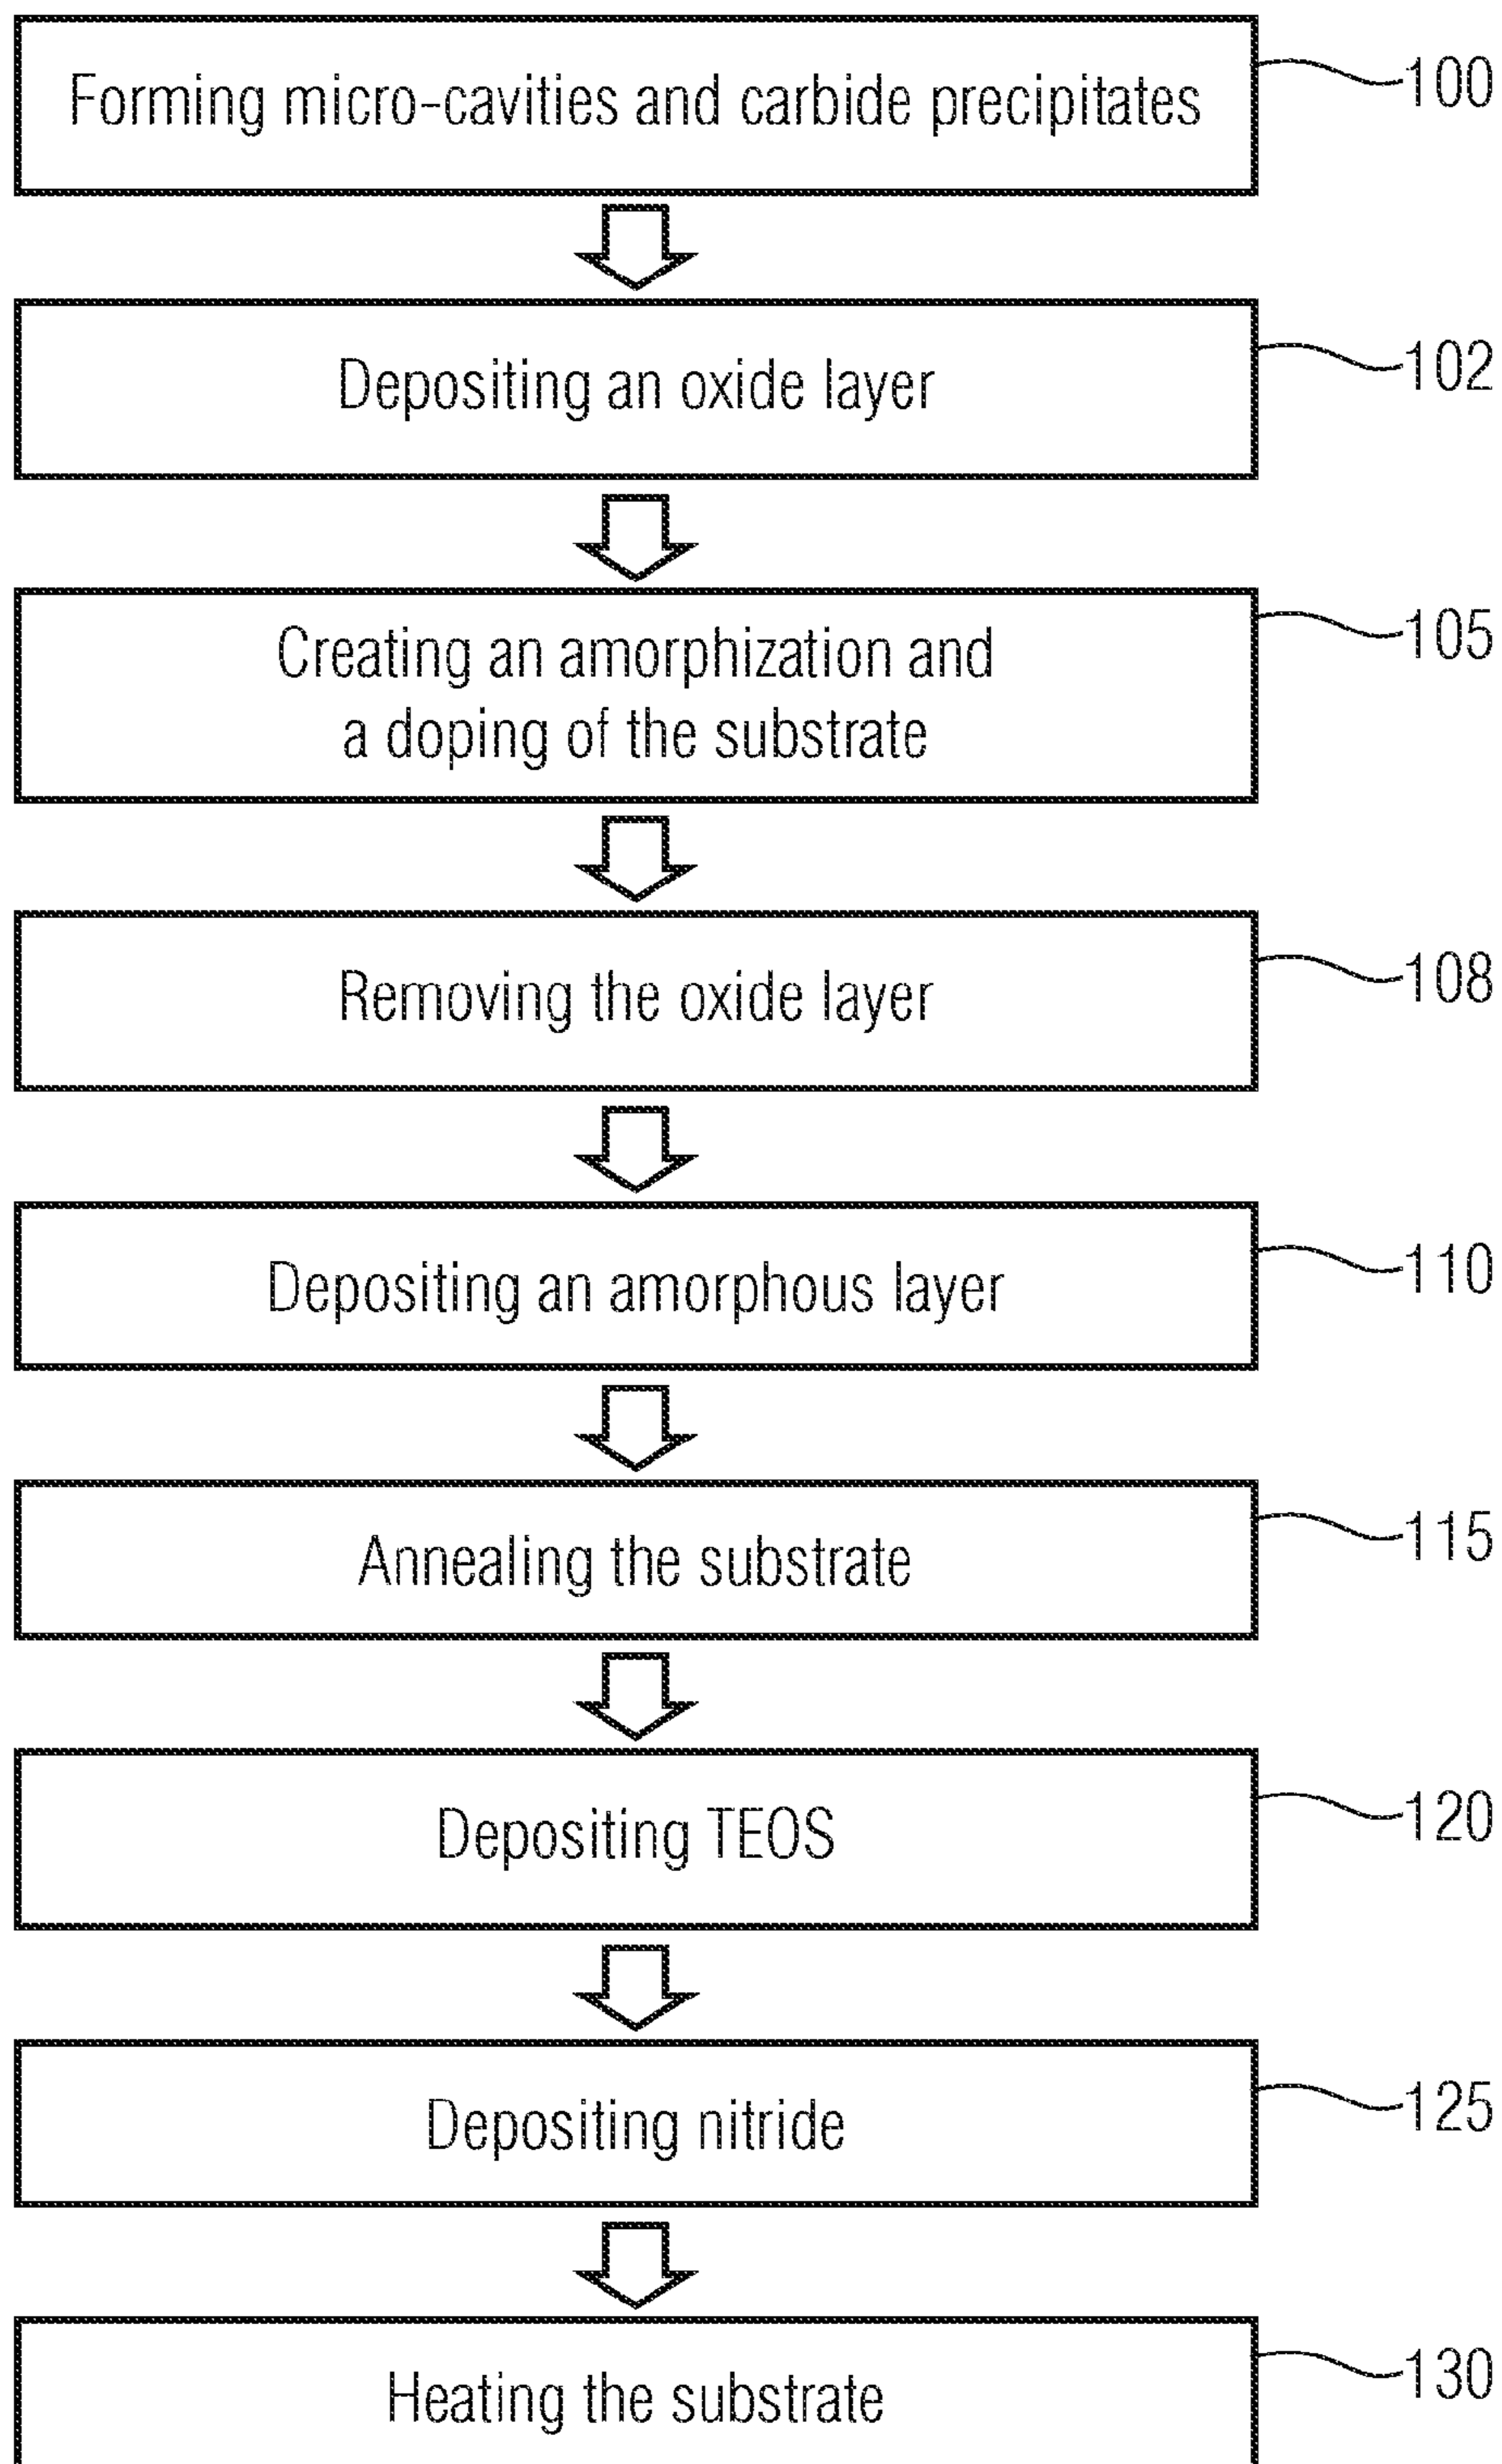 Forming micro-cavities and carbide precipitates
100
Depositing an oxide layer
102
Creating an amorphization and
a doping of the substrate
105
Removing the oxide layer
108
Depositing an amorphous layer
110
Annealing the substrate
115
Depositing TEOS
120
Depositing nitride
125
Heating the substrate
130